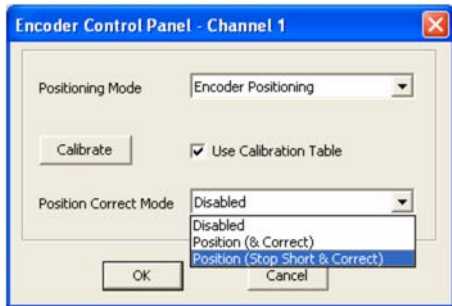 Encoder Control Panel - Channel 1
Positioning Mode Encoder Positioning
Calibrate Use Calibration Table
Position Correct Mode Disabled
Disabled
Position (& Correct)
Position (Stop Short & Correct)
OK Cancel